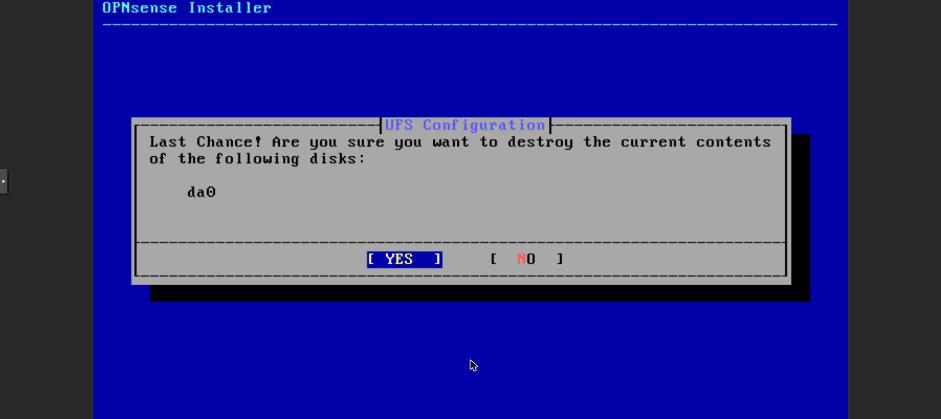 OPNsense Installer
UFS Configuration
Last Chance! Are you sure you want to destroy the current contents
of the following disks:
da0
[ YES ] [ NO ]